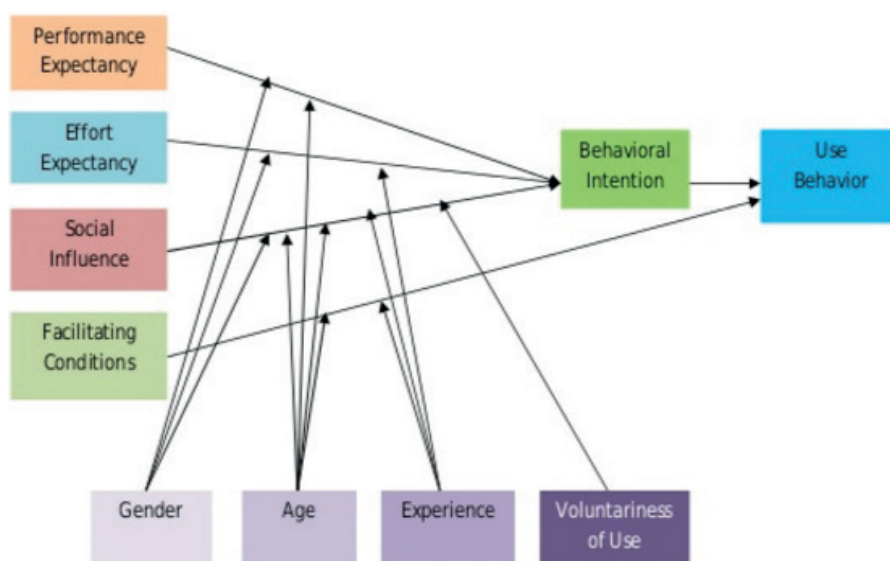 Performance
Expectancy
Effort
Expectancy
Social
Influence
Facilitating
Conditions
Behavioral
Intention
Use
Behavior
Gender
Age
Experience
Voluntariness
of Use